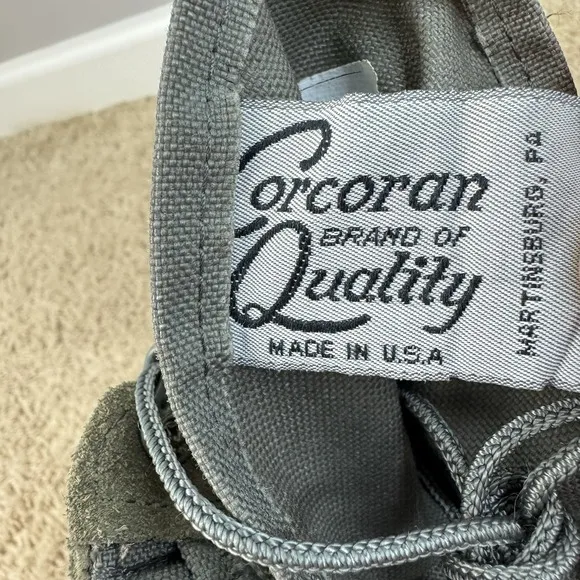 Corcoran
BRAND OF
Quality
MADE IN U.S.A
MARTINSBURG, PA